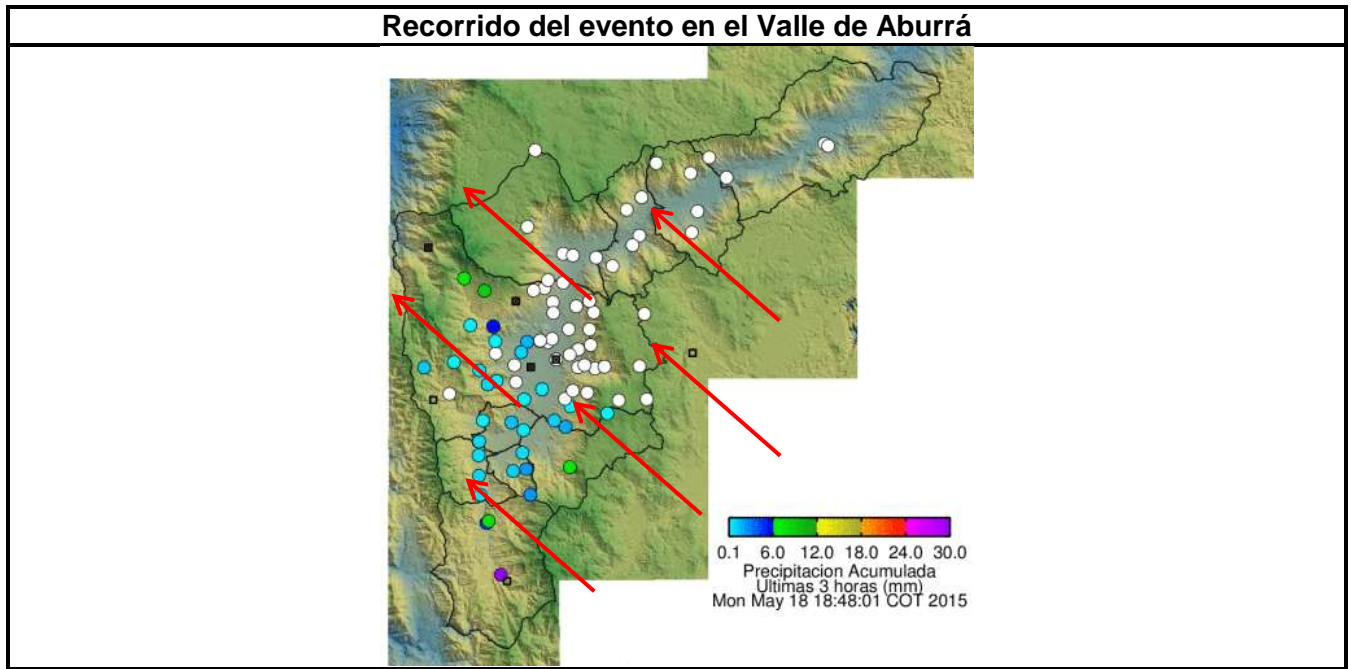 Recorrido del evento en el Valle de Aburrá
0.1 6.0 12.0 18.0 24.0 30.0
Precipitacion Acumulada
Ultimas 3 horas (mm)
Mon May 18 18:48:01 COT 2015